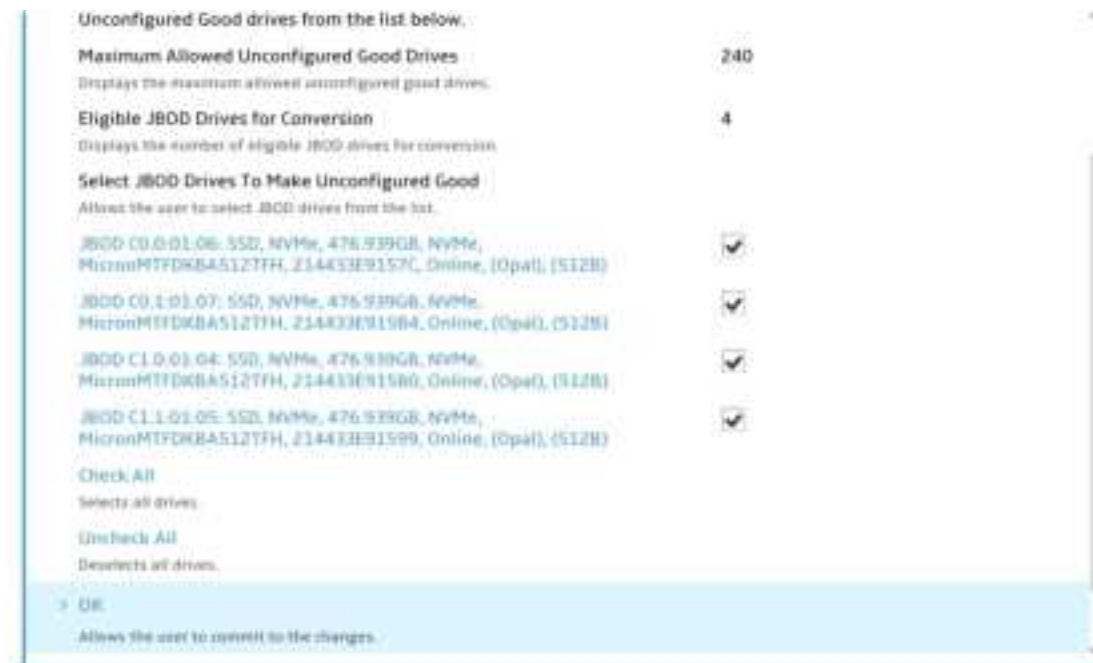 Unconfigured Good drives from the list below.
Maximum Allowed Unconfigured Good Drives 240
Displays the maximum allowed unconfigured good drives.
Eligible JBOD Drives for Conversion 4
Displays the number of eligible JBOD drives for conversion.
Select JBOD Drives To Make Unconfigured Good
Allows the user to select JBOD drives from the list.
JBOD C0.0:01:06: SSD, NVMe, 476.939GB, NVMe,
MicronMTFDKBA512TFH, 214433E9157C, Online, (Opal), (512B)
JBOD C0.1:01:07: SSD, NVMe, 476.939GB, NVMe,
MicronMTFDKBA512TFH, Online, (Opal), (512B)
JBOD C1.0:01:04: SSD, NVMe, 476.939GB, NVMe,
MicronMTFDKBA512TFH, Online, (Opal), (512B)
JBOD C1.1:01:05: SSD, NVMe, 476.939GB, NVMe,
MicronMTFDKBA512TFH, 214433E91599, Online, (Opal), (512B)
Check All
Selects all drives.
Uncheck All
Deselects all drives.
> OK
Allows the user to commit to the changes.